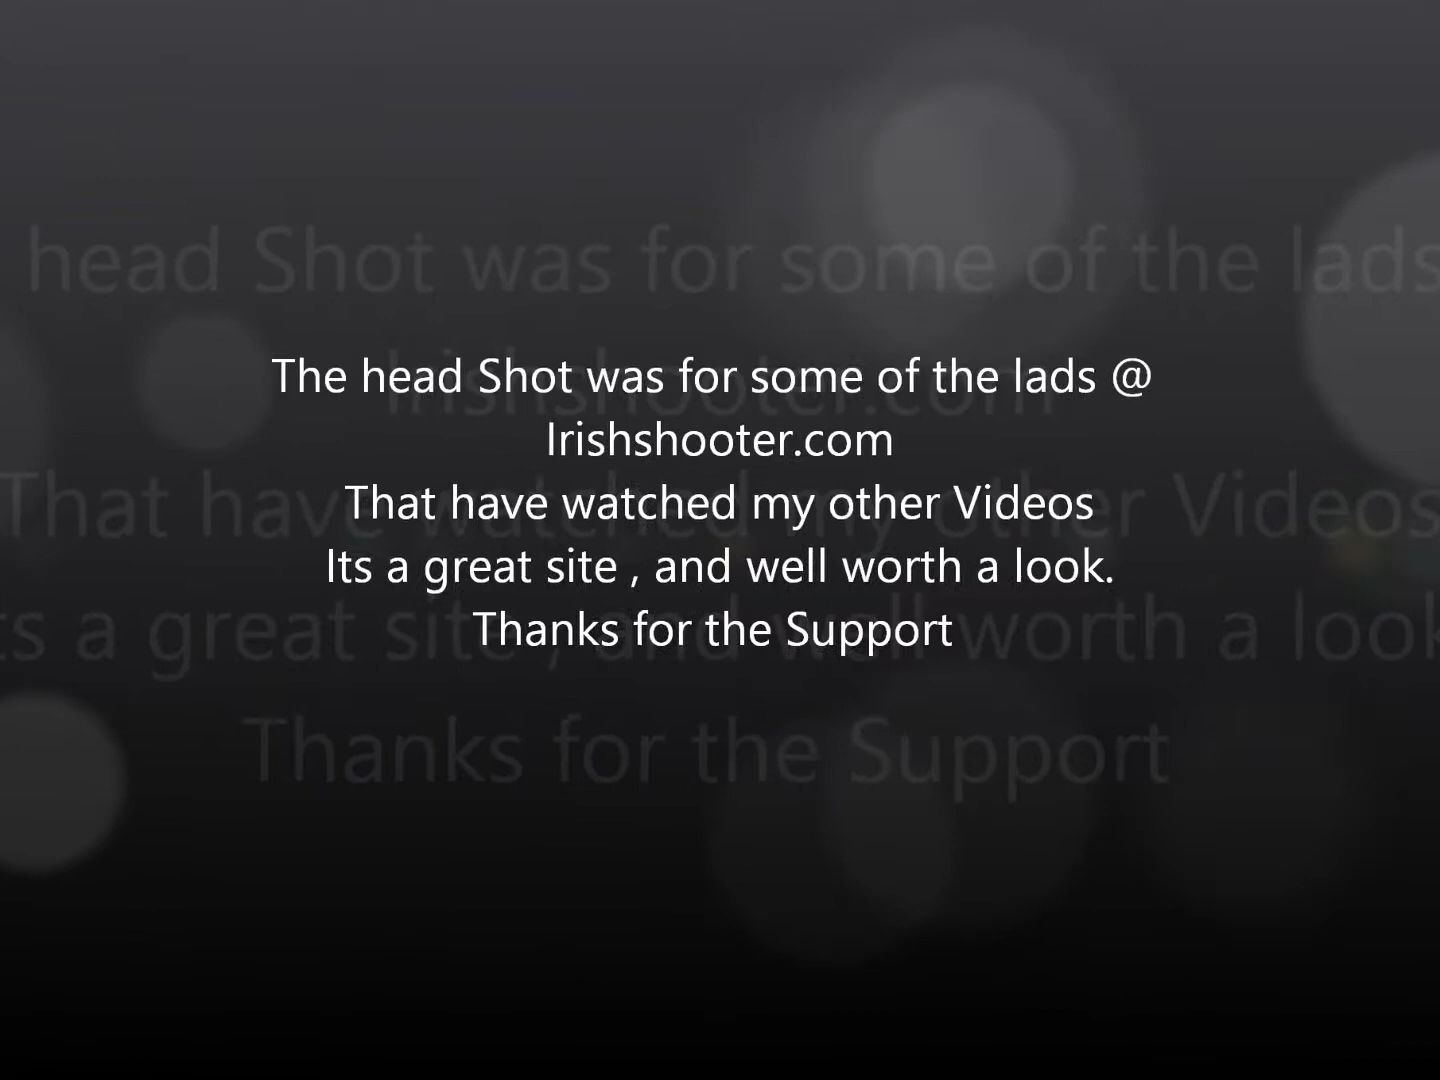 The head Shot was for some of the lads @
Irishshooter.com
That have watched my other Videos
Its a great site , and well worth a look.
Thanks for the Support